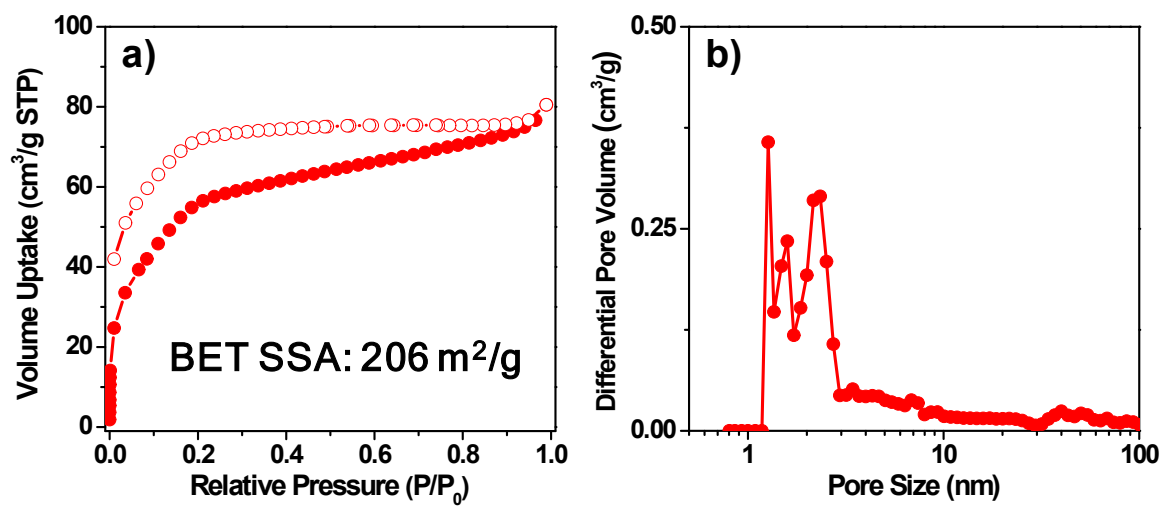 a)
100
80
60
40
80
10
0
Volume Uptake (cm³/g STP)
BET SSA: 206 m²/g
0.0 0.2 0.4 0.6 0.8 1.0
Relative Pressure (P/P₀)
b)
0.50
0.25
0.00
Differential Pore Volume (cm³/g)
1 10 100
Pore Size (nm)